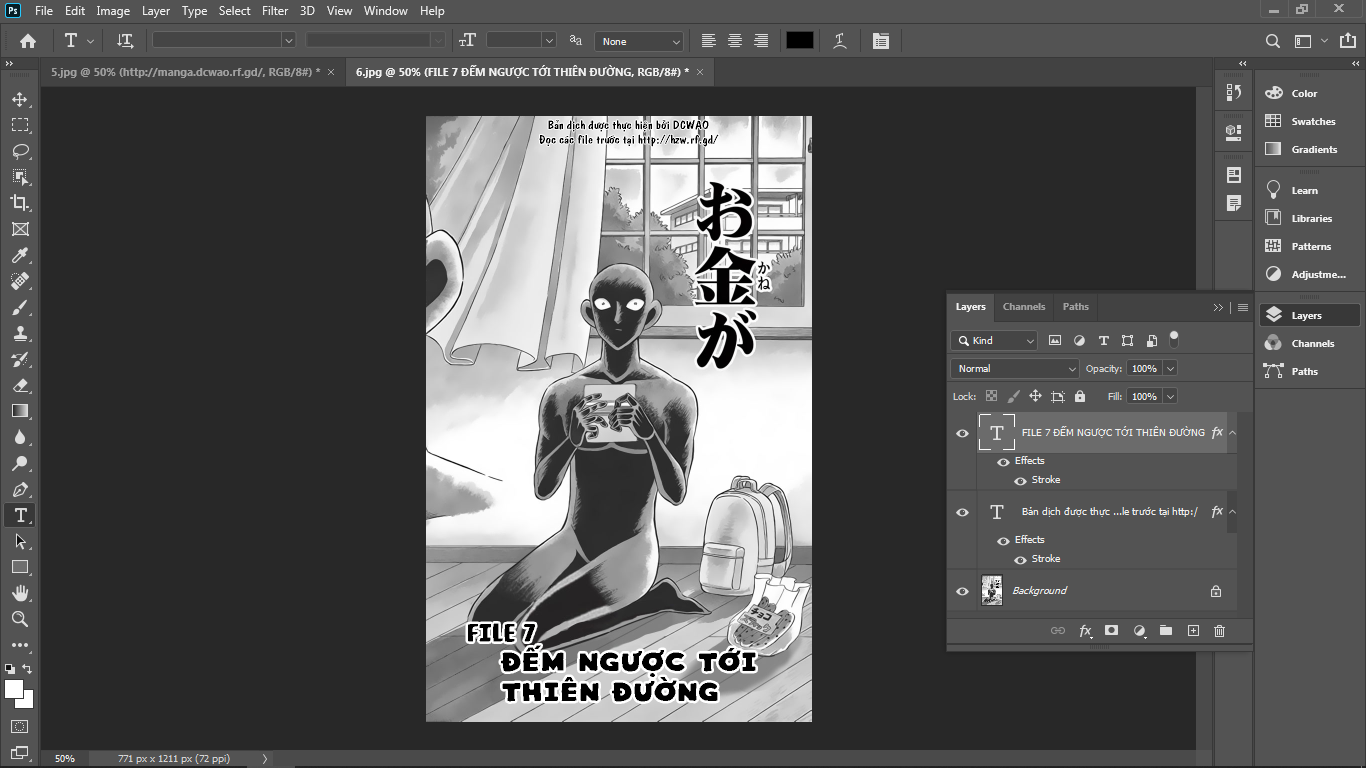 Ps File Edit Image Layer Type Select Filter 3D View Window Help
None
5.jpg @ 50% (http://manga.dcwao.rf.gd/, RGB/8#) * ×
6.jpg @ 50% (FILE 7 ĐẾM NGƯỢC TỚI THIÊN ĐƯỜNG, RGB/8#) * ×
Bản dịch được thực hiện bởi DCWAO
Đọc các file trước tại http://hzw.rf.gd/
お金が
かね
チョコ
FILE 7
ĐẾM NGƯỢC TỚI
THIÊN ĐƯỜNG
Color
Swatches
Gradients
Learn
Libraries
Patterns
Adjustme...
Layers
Channels
Paths
Layers Channels Paths
Kind
Normal Opacity: 100%
Lock: Fill: 100%
FILE 7 ĐẾM NGƯỢC TỚI THIÊN ĐƯỜNG fx
Effects
Stroke
Bản dịch được thực ...le trước tại http:/ fx
Effects
Stroke
Background
fx
50% 771 px x 1211 px (72 ppi)